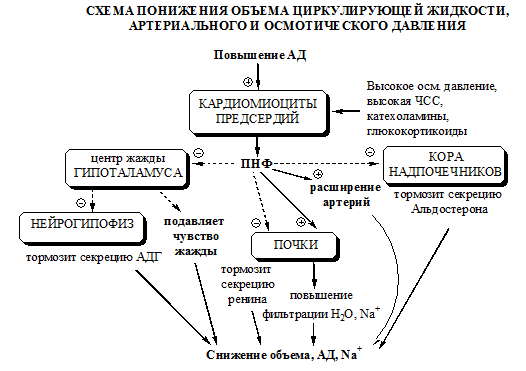 СХЕМА ПОНИЖЕНИЯ ОБЪЕМА ЦИРКУЛИРУЮЩЕЙ ЖИДКОСТИ,
АРТЕРИАЛЬНОГО И ОСМОТИЧЕСКОГО ДАВЛЕНИЯ
Повышение АД
+
КАРДИОМИОЦИТЫ
ПРЕДСЕРДИЙ
Высокое осм. давление,
высокая ЧСС,
катехоламины,
глюкокортикоиды
центр жажды
ГИПОТАЛАМУСА
−
ПНФ
−
КОРА
НАДПОЧЕЧНИКОВ
+
расширение
артерий
тормозит секрецию
Альдостерона
−
НЕЙРОГИПОФИЗ
тормозит секрецию АДГ
подавляет
чувство
жажды
−
+
ПОЧКИ
тормозит
секрецию
ренина
повышение
фильтрации H₂O, Na⁺
Снижение объема, АД, Na⁺